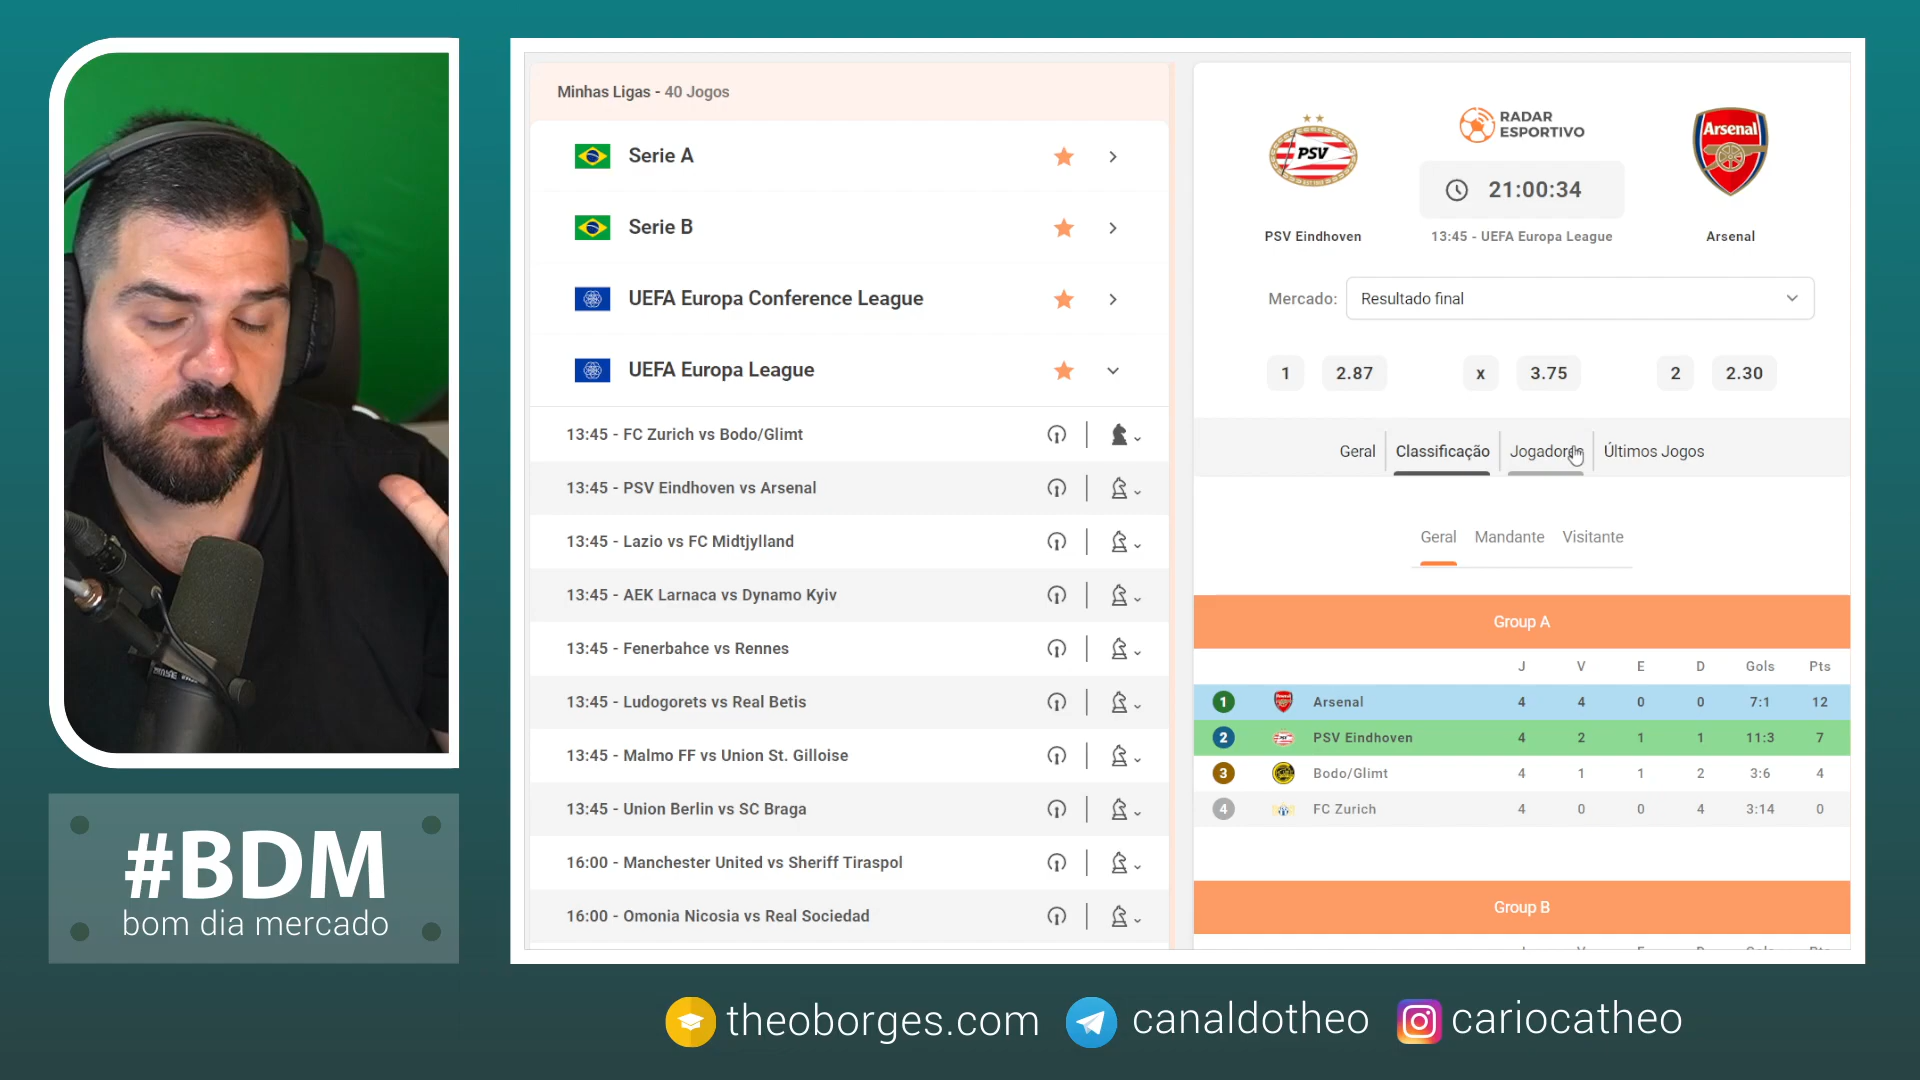 Minhas Ligas - 40 Jogos
Serie A
Serie B
UEFA Europa Conference League
UEFA Europa League
13:45 - FC Zurich vs Bodo/Glimt
13:45 - PSV Eindhoven vs Arsenal
13:45 - Lazio vs FC Midtjylland
13:45 - AEK Larnaca vs Dynamo Kyiv
13:45 - Fenerbahce vs Rennes
13:45 - Ludogorets vs Real Betis
13:45 - Malmo FF vs Union St. Gilloise
13:45 - Union Berlin vs SC Braga
16:00 - Manchester United vs Sheriff Tiraspol
16:00 - Omonia Nicosia vs Real Sociedad
PSV
RADAR
ESPORTIVO
Arsenal
21:00:34
PSV Eindhoven
13:45 - UEFA Europa League
Arsenal
Mercado: Resultado final
1 2.87 x 3.75 2 2.30
Geral Classificação Jogadores Últimos Jogos
Geral Mandante Visitante
Group A
J V E D Gols Pts
1 Arsenal 4 4 0 0 7:1 12
2 PSV Eindhoven 4 2 1 1 11:3 7
3 Bodo/Glimt 4 1 1 2 3:6 4
4 FC Zurich 4 0 0 4 3:14 0
Group B
#BDM
bom dia mercado
theoborges.com canaldotheo cariocatheo